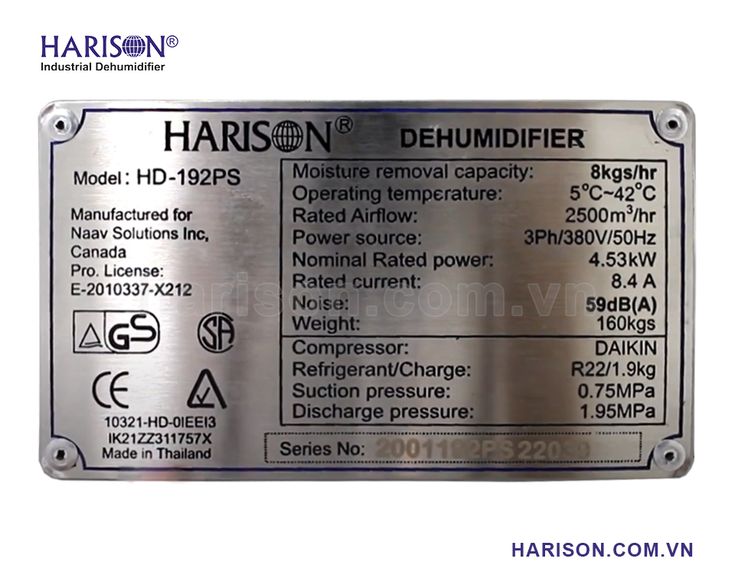 HARISON®
Industrial Dehumidifier
HARISON® DEHUMIDIFIER
Model: HD-192PS
Manufactured for
Naav Solutions Inc,
Canada
Pro. License:
E-2010337-X212
GS
SA
CE
10321-HD-0IEEI3
IK21ZZ311757X
Made in Thailand
Moisture removal capacity: 8kgs/hr
Operating temperature: 5°C~42°C
Rated Airflow: 2500m³/hr
Power source: 3Ph/380V/50Hz
Nominal Rated power: 4.53kW
Rated current: 8.4 A
Noise: 59dB(A)
Weight: 160kgs
Compressor: DAIKIN
Refrigerant/Charge: R22/1.9kg
Suction pressure: 0.75MPa
Discharge pressure: 1.95MPa
Series No:
harison.com.vn
HARISON.COM.VN